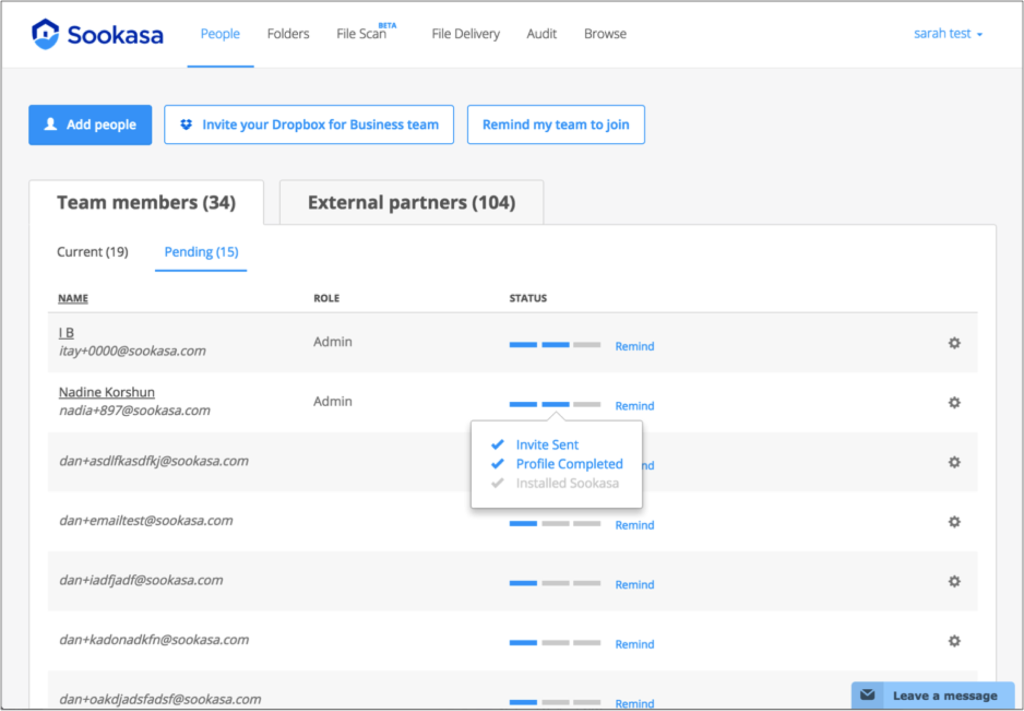 Sookasa
People
Folders
File Scan BETA
File Delivery
Audit
Browse
sarah test
Add people
Invite your Dropbox for Business team
Remind my team to join
Team members (34)
External partners (104)
Current (19)
Pending (15)
NAME ROLE STATUS
I B
itay+0000@sookasa.com
Admin
Remind
Nadine Korshun
nadia+897@sookasa.com
Admin
Remind
Invite Sent
Profile Completed
Installed Sookasa
dan+asdlfkasdfkj@sookasa.com
nd
dan+emailtest@sookasa.com
Remind
dan+iadfjadf@sookasa.com
Remind
dan+kadonadkfn@sookasa.com
Remind
dan+oakdjadsfadsf@sookasa.com
Remind
Leave a message